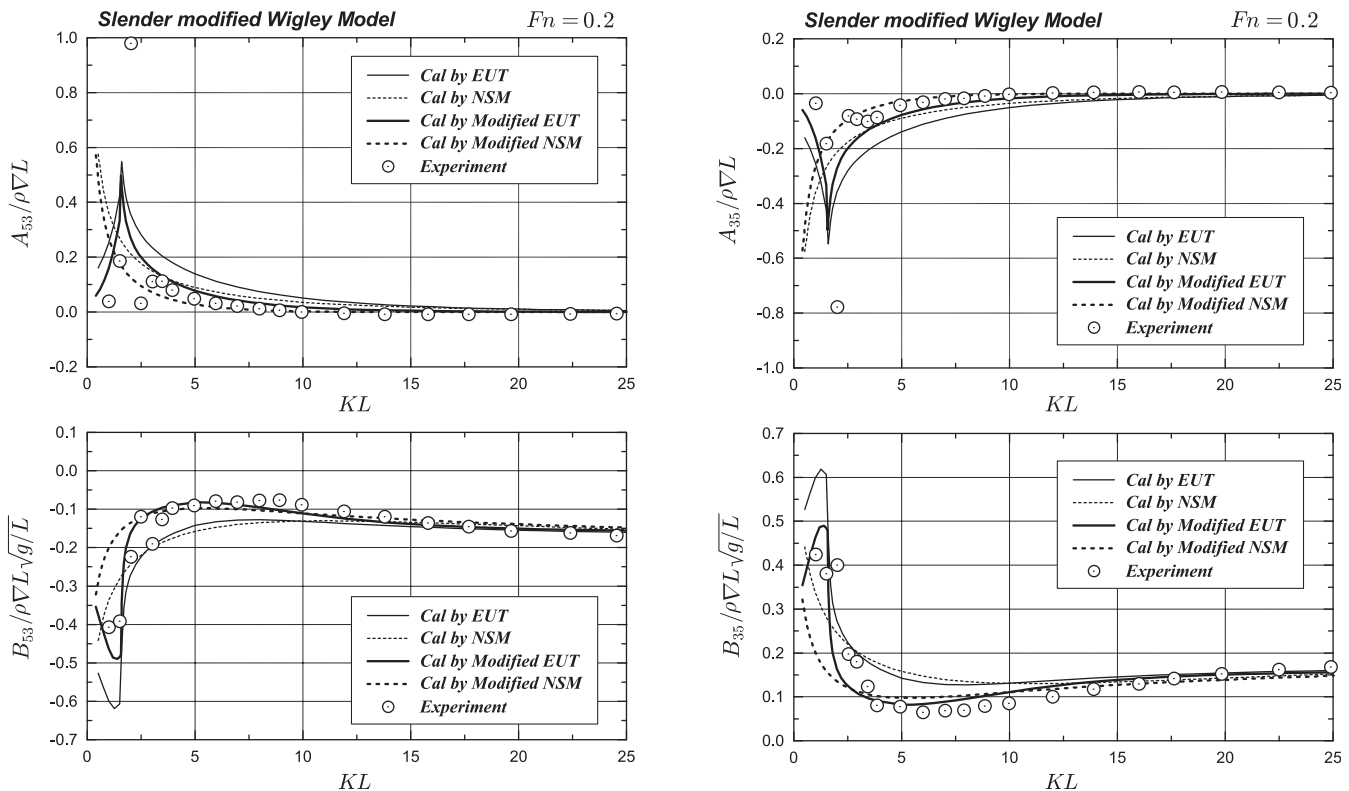 Slender modified Wigley Model Fn = 0.2
1.0
0.8
0.6
0.4
0.2
0.0
-0.2
A53/ρ∇L
Cal by EUT
Cal by NSM
Cal by Modified EUT
Cal by Modified NSM
Experiment
0 5 10 15 20 25
KL
Slender modified Wigley Model Fn = 0.2
0.2
0.0
-0.2
-0.4
-0.6
-0.8
-1.0
A35/ρ∇L
Cal by EUT
Cal by NSM
Cal by Modified EUT
Cal by Modified NSM
Experiment
0 5 10 15 20 25
KL
0.1
0.0
-0.1
-0.2
-0.3
-0.4
-0.5
-0.6
-0.7
B53/ρ∇L√g/L
Cal by EUT
Cal by NSM
Cal by Modified EUT
Cal by Modified NSM
Experiment
0 5 10 15 20 25
KL
0.7
0.6
0.5
0.4
0.3
0.2
0.1
0.0
B35/ρ∇L√g/L
Cal by EUT
Cal by NSM
Cal by Modified EUT
Cal by Modified NSM
Experiment
0 5 10 15 20 25
KL